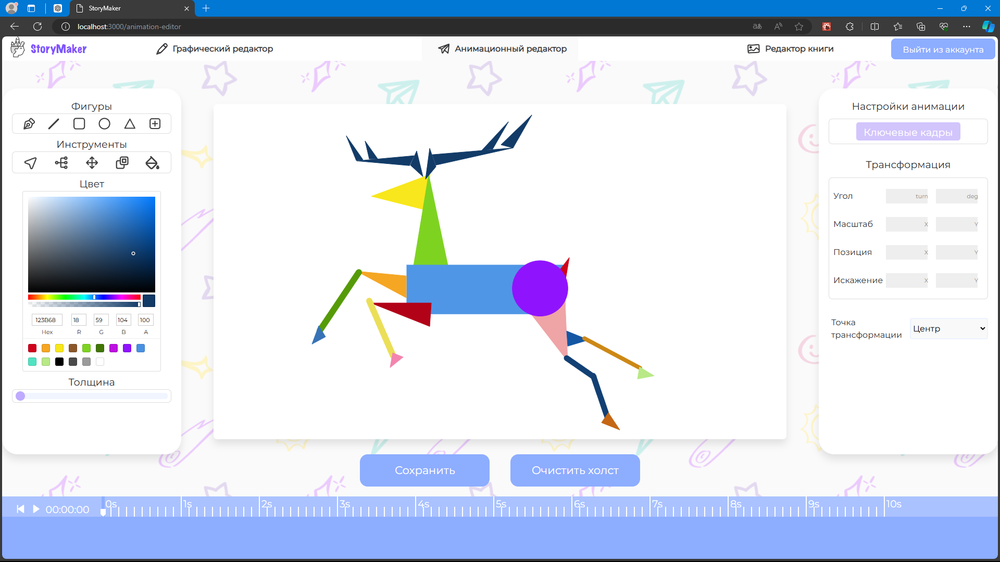 StoryMaker
localhost:3000/animation-editor
StoryMaker
Графический редактор
Анимационный редактор
Редактор книги
Выйти из аккаунта
Фигуры
Инструменты
Цвет
123B68
18
59
104
100
Hex
R
G
B
A
Толщина
Настройки анимации
Ключевые кадры
Трансформация
Угол
turn
deg
Масштаб
X
Y
Позиция
X
Y
Искажение
X
Y
Точка
трансформации
Центр
Сохранить
Очистить холст
00:00:00
0s
1s
2s
3s
4s
5s
6s
7s
8s
9s
10s